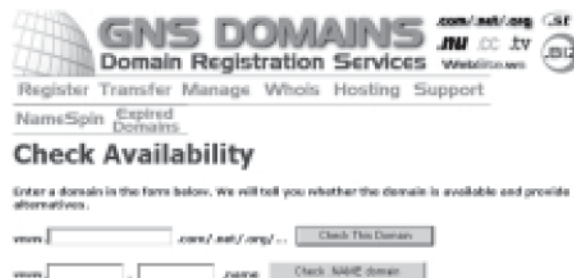 GNS DOMAINS
Domain Registration Services
.com/.net/.org
.nu .cc .tv
Register Transfer Manage Whois Hosting Support
NameSpin Expired Domains
Check Availability
Enter a domain in the form below. We will tell you whether the domain is available and provide
alternatives.
www. .com/.net/.org/... Check This Domain
www. . .name Check .NAME domain